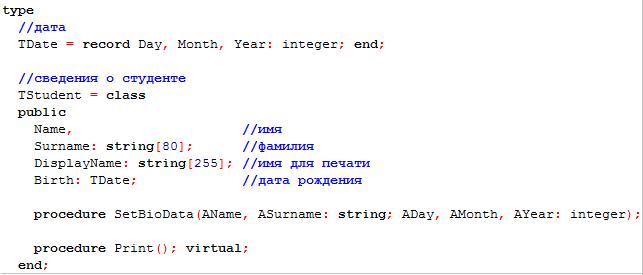 type
//дата
TDate = record Day, Month, Year: integer; end;
//сведения о студенте
TStudent = class
public
Name, //имя
Surname: string[80]; //фамилия
DisplayName: string[255]; //имя для печати
Birth: TDate; //дата рождения
procedure SetBioData(AName, ASurname: string; ADay, AMonth, AYear: integer);
procedure Print(); virtual;
end;